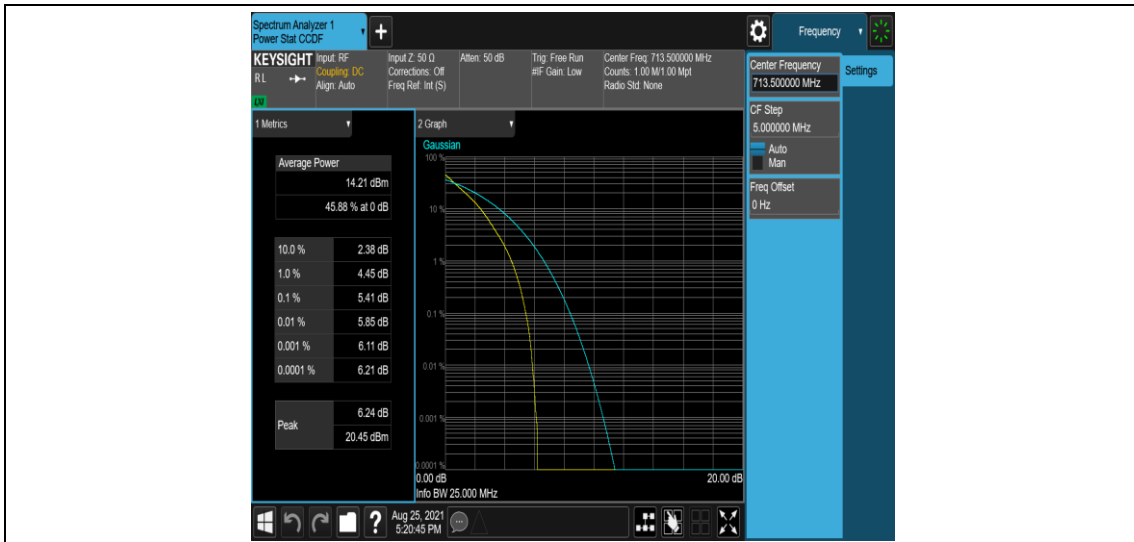 Spectrum Analyzer 1
Power Stat CCDF
+
Frequency
KEYSIGHT
RL
LXI
Input: RF
Coupling: DC
Align: Auto
Input Z: 50 Ω
Corrections: Off
Freq Ref: Int (S)
Atten: 50 dB
Trig: Free Run
#IF Gain: Low
Center Freq: 713.500000 MHz
Counts: 1.00 M/1.00 Mpt
Radio Std: None
Center Frequency
713.500000 MHz
Settings
CF Step
5.000000 MHz
Auto
Man
Freq Offset
0 Hz
1 Metrics
Average Power
14.21 dBm
45.88 % at 0 dB
10.0 % 2.38 dB
1.0 % 4.45 dB
0.1 % 5.41 dB
0.01 % 5.85 dB
0.001 % 6.11 dB
0.0001 % 6.21 dB
Peak
6.24 dB
20.45 dBm
2 Graph
Gaussian
100 %
10 %
1 %
0.1 %
0.01 %
0.001 %
0.0001 %
0.00 dB 20.00 dB
Info BW 25.000 MHz
?
Aug 25, 2021
5:20:45 PM